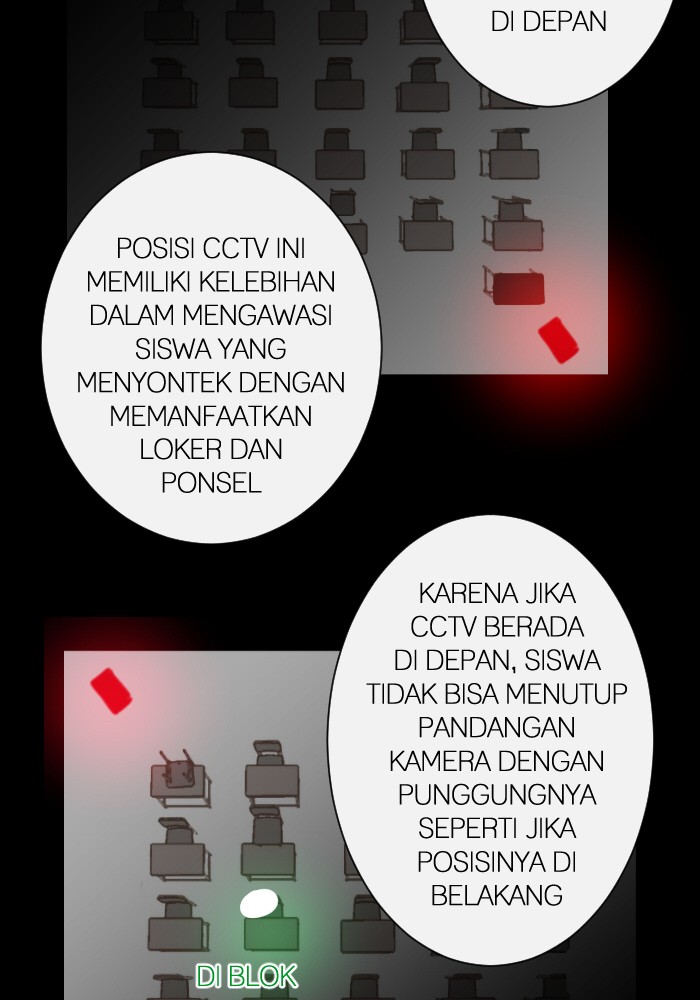 DI DEPAN
POSISI CCTV INI
MEMILIKI KELEBIHAN
DALAM MENGAWASI
SISWA YANG
MENYONTEK DENGAN
MEMANFAATKAN
LOKER DAN
PONSEL
KARENA JIKA
CCTV BERADA
DI DEPAN, SISWA
TIDAK BISA MENUTUP
PANDANGAN
KAMERA DENGAN
PUNGGUNGNYA
SEPERTI JIKA
POSISINYA DI
BELAKANG
DI BLOK